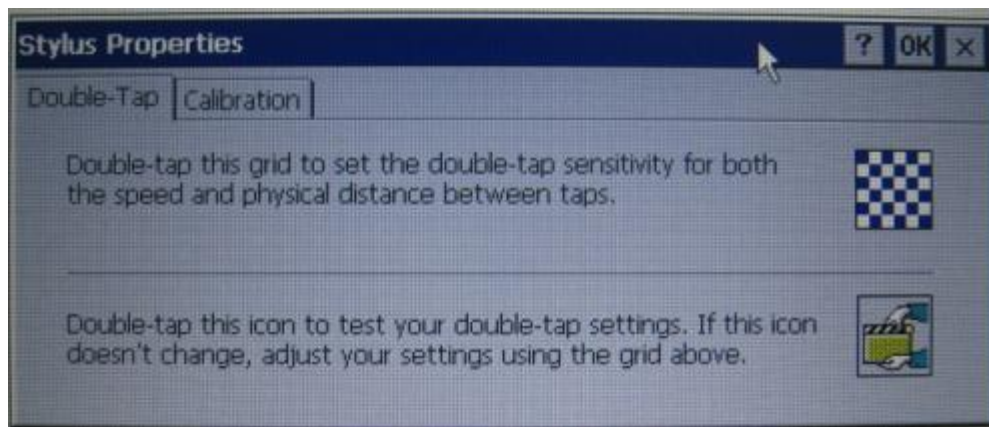 Stylus Properties
? OK ×
Double-Tap Calibration
Double-tap this grid to set the double-tap sensitivity for both
the speed and physical distance between taps.
Double-tap this icon to test your double-tap settings. If this icon
doesn't change, adjust your settings using the grid above.